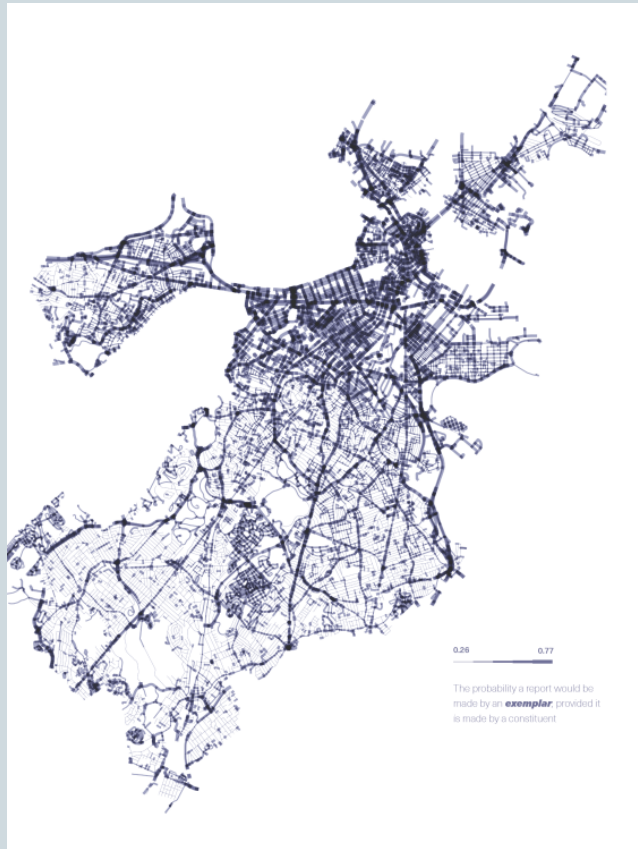 0.26 0.77
The probability a report would be
made by an exemplar, provided it
is made by a constituent